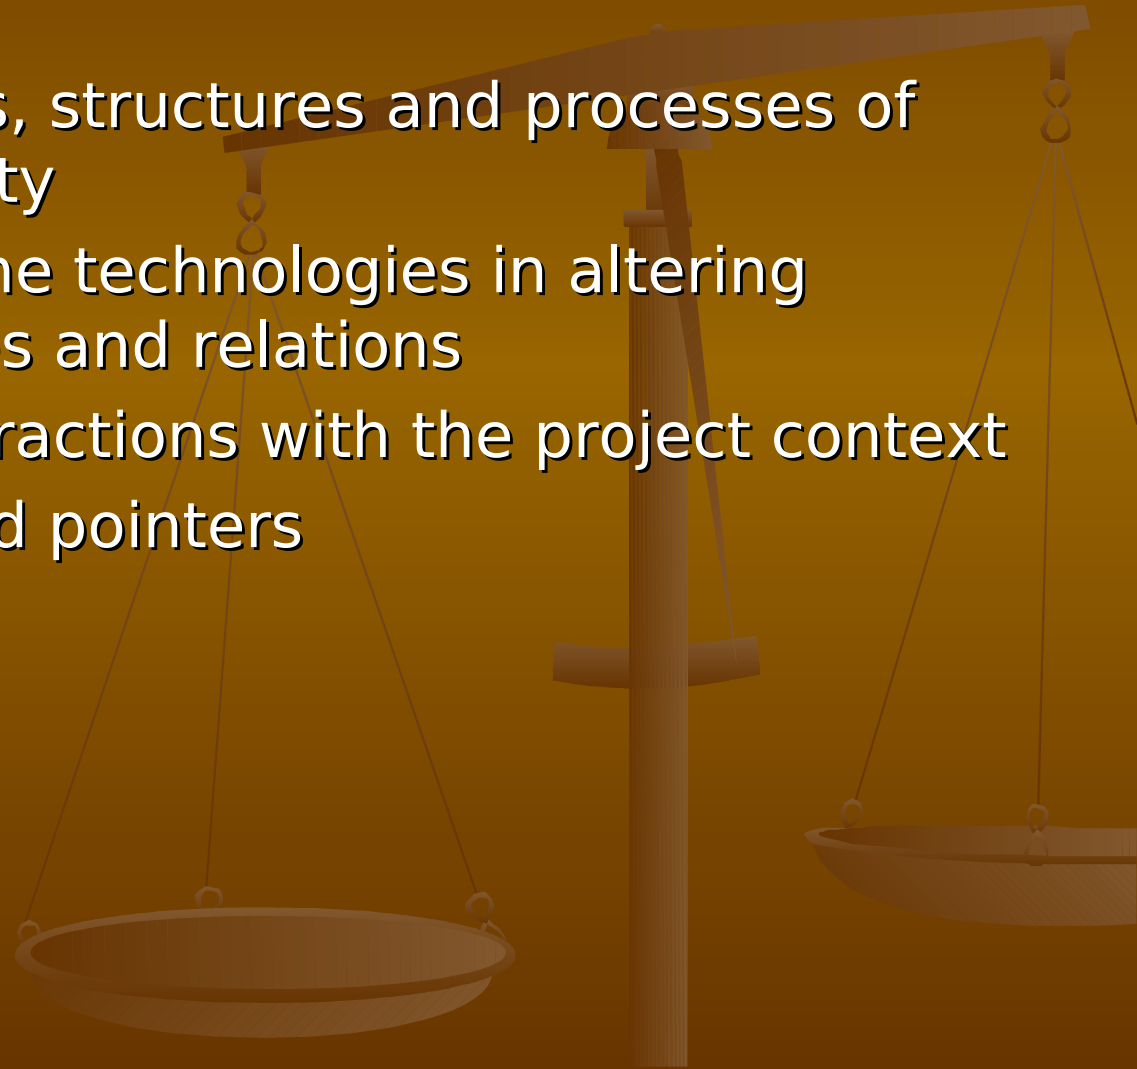 s, structures and processes of
ty
ne technologies in altering
s and relations
ractions with the project context
d pointers